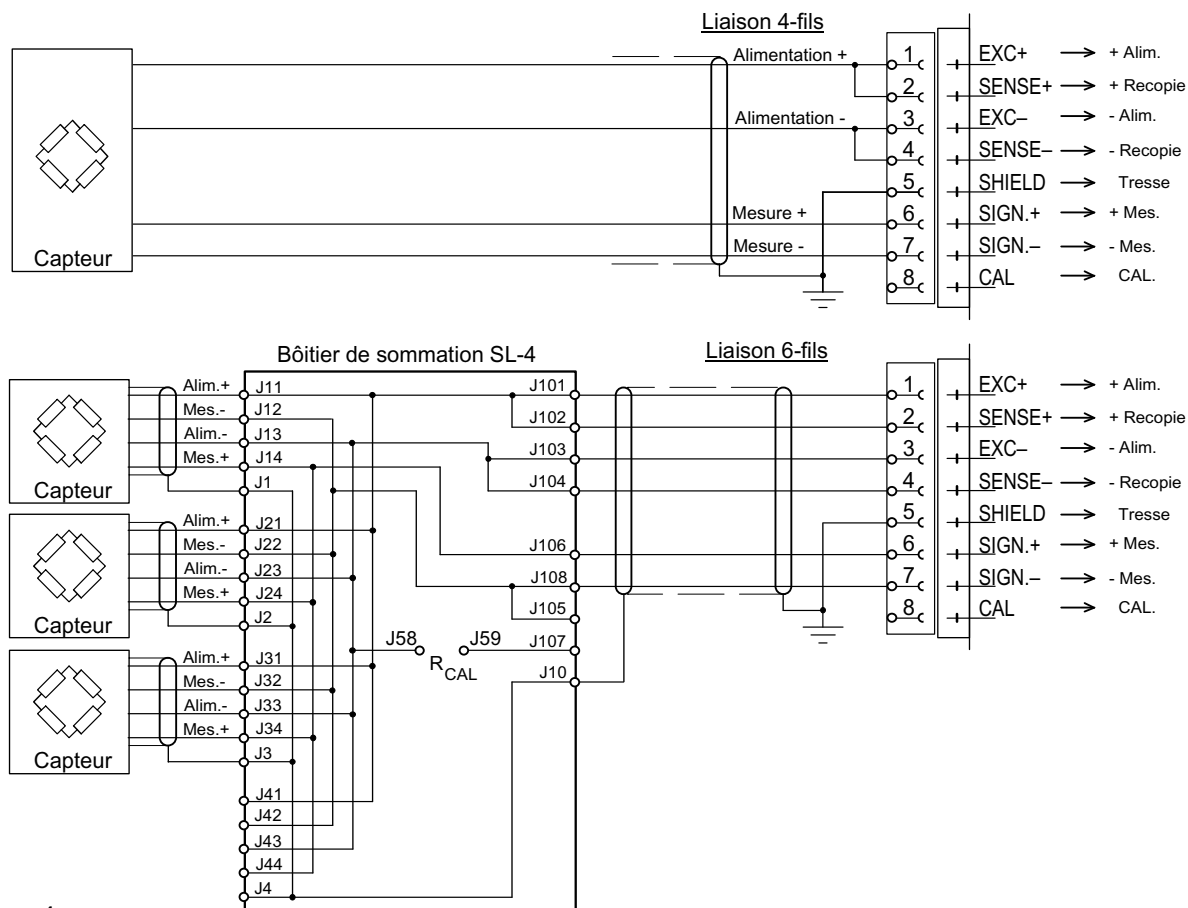 Liaison 4-fils
Alimentation + 1 EXC+ + Alim.
2 SENSE+ + Recopie
Alimentation - 3 EXC– - Alim.
4 SENSE– - Recopie
5 SHIELD Tresse
Mesure + 6 SIGN.+ + Mes.
Mesure - 7 SIGN.– - Mes.
8 CAL CAL.
Capteur
Bôitier de sommation SL-4
Liaison 6-fils
Alim.+ J11 J101 1 EXC+ + Alim.
Mes.- J12 J102 2 SENSE+ + Recopie
Alim.- J13 J103 3 EXC– - Alim.
Mes.+ J14 J104 4 SENSE– - Recopie
Capteur J1
5 SHIELD Tresse
Alim.+ J21
Mes.- J22 J106 6 SIGN.+ + Mes.
Alim.- J23 J108 7 SIGN.– - Mes.
Mes.+ J24 J105 8 CAL CAL.
Capteur J2
J58 RCAL J59 J107
Alim.+ J31
Mes.- J32 J10
Alim.- J33
Mes.+ J34
Capteur J3
J41
J42
J43
J44
J4